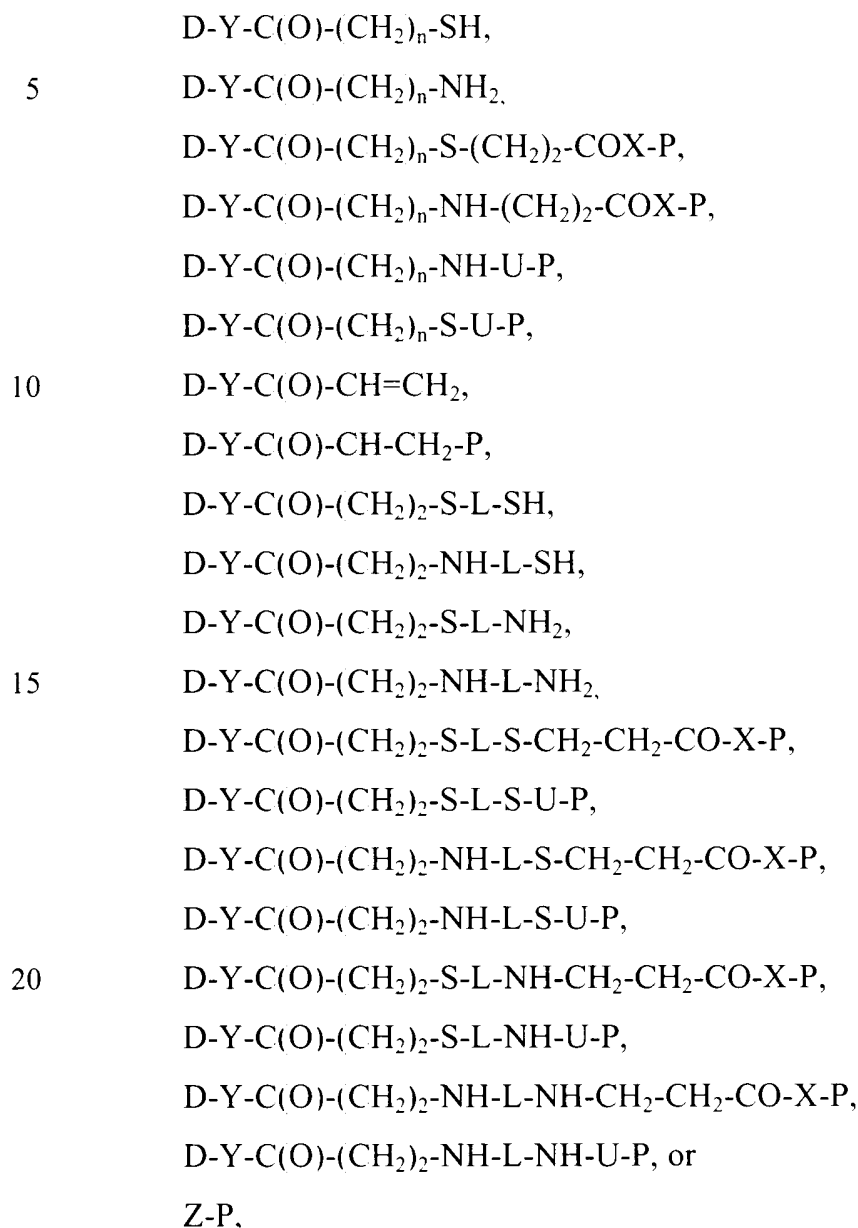 D-Y-C(O)-(CH₂)ₙ-SH,
5 D-Y-C(O)-(CH₂)ₙ-NH₂,
D-Y-C(O)-(CH₂)ₙ-S-(CH₂)₂-COX-P,
D-Y-C(O)-(CH₂)ₙ-NH-(CH₂)₂-COX-P,
D-Y-C(O)-(CH₂)ₙ-NH-U-P,
D-Y-C(O)-(CH₂)ₙ-S-U-P,
10 D-Y-C(O)-CH=CH₂,
D-Y-C(O)-CH-CH₂-P,
D-Y-C(O)-(CH₂)₂-S-L-SH,
D-Y-C(O)-(CH₂)₂-NH-L-SH,
D-Y-C(O)-(CH₂)₂-S-L-NH₂,
15 D-Y-C(O)-(CH₂)₂-NH-L-NH₂,
D-Y-C(O)-(CH₂)₂-S-L-S-CH₂-CH₂-CO-X-P,
D-Y-C(O)-(CH₂)₂-S-L-S-U-P,
D-Y-C(O)-(CH₂)₂-NH-L-S-CH₂-CH₂-CO-X-P,
D-Y-C(O)-(CH₂)₂-NH-L-S-U-P,
20 D-Y-C(O)-(CH₂)₂-S-L-NH-CH₂-CH₂-CO-X-P,
D-Y-C(O)-(CH₂)₂-S-L-NH-U-P,
D-Y-C(O)-(CH₂)₂-NH-L-NH-CH₂-CH₂-CO-X-P,
D-Y-C(O)-(CH₂)₂-NH-L-NH-U-P, or
Z-P,